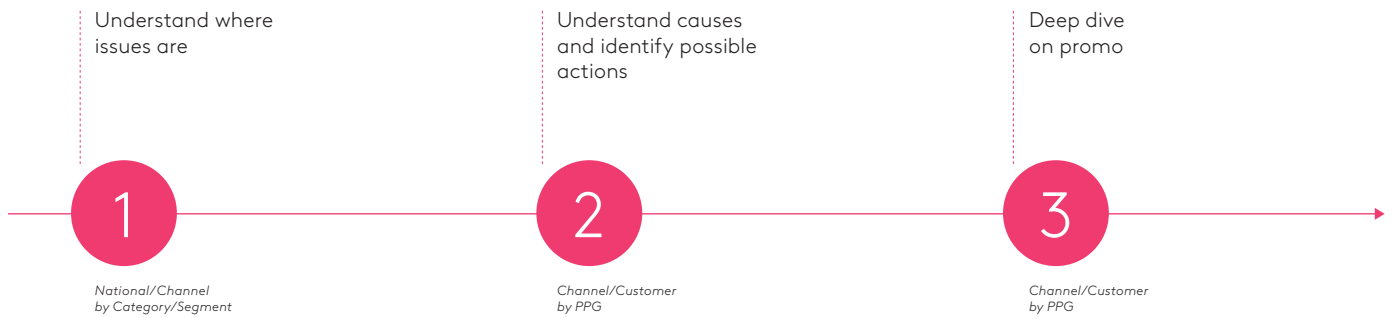 Understand where
issues are
Understand causes
and identify possible
actions
Deep dive
on promo
1
2
3
National/Channel
by Category/Segment
Channel/Customer
by PPG
Channel/Customer
by PPG